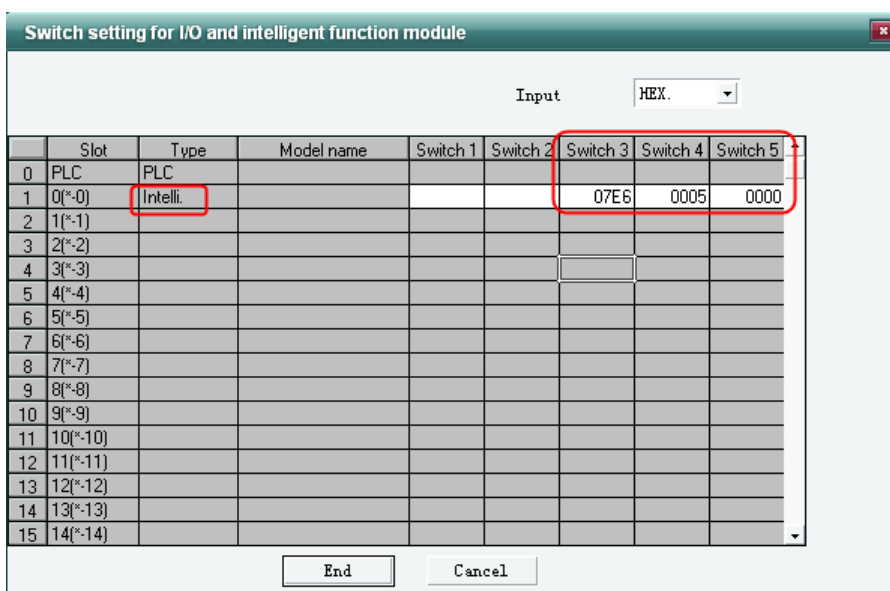 Switch setting for I/O and intelligent function module
Input HEX.
Slot Type Model name Switch 1 Switch 2 Switch 3 Switch 4 Switch 5
0 PLC PLC
1 0(*-0) Intelli. 07E6 0005 0000
2 1(*-1)
3 2(*-2)
4 3(*-3)
5 4(*-4)
6 5(*-5)
7 6(*-6)
8 7(*-7)
9 8(*-8)
10 9(*-9)
11 10(*-10)
12 11(*-11)
13 12(*-12)
14 13(*-13)
15 14(*-14)
End Cancel